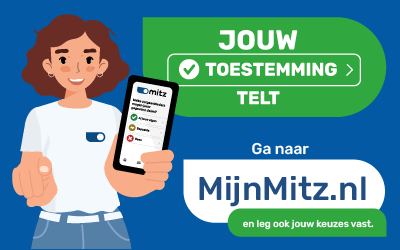 JOUW
TOESTEMMING
TELT
mitz
Ga naar
MijnMitz.nl
en leg ook jouw keuzes vast.